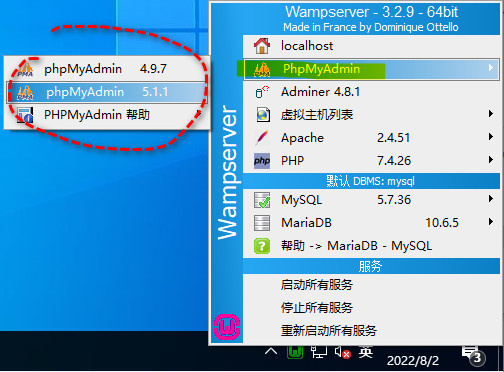 Wampserver - 3.2.9 - 64bit
Made in France by Dominique Ottello
localhost
PhpMyAdmin
Adminer 4.8.1
虚拟主机列表
Apache 2.4.51
PHP 7.4.26
默认 DBMS: mysql
MySQL 5.7.36
MariaDB 10.6.5
帮助 -> MariaDB - MySQL
服务
启动所有服务
停止所有服务
重新启动所有服务
Wampserver
phpMyAdmin 4.9.7
phpMyAdmin 5.1.1
PHPMyAdmin 帮助
英
2022/8/2
3